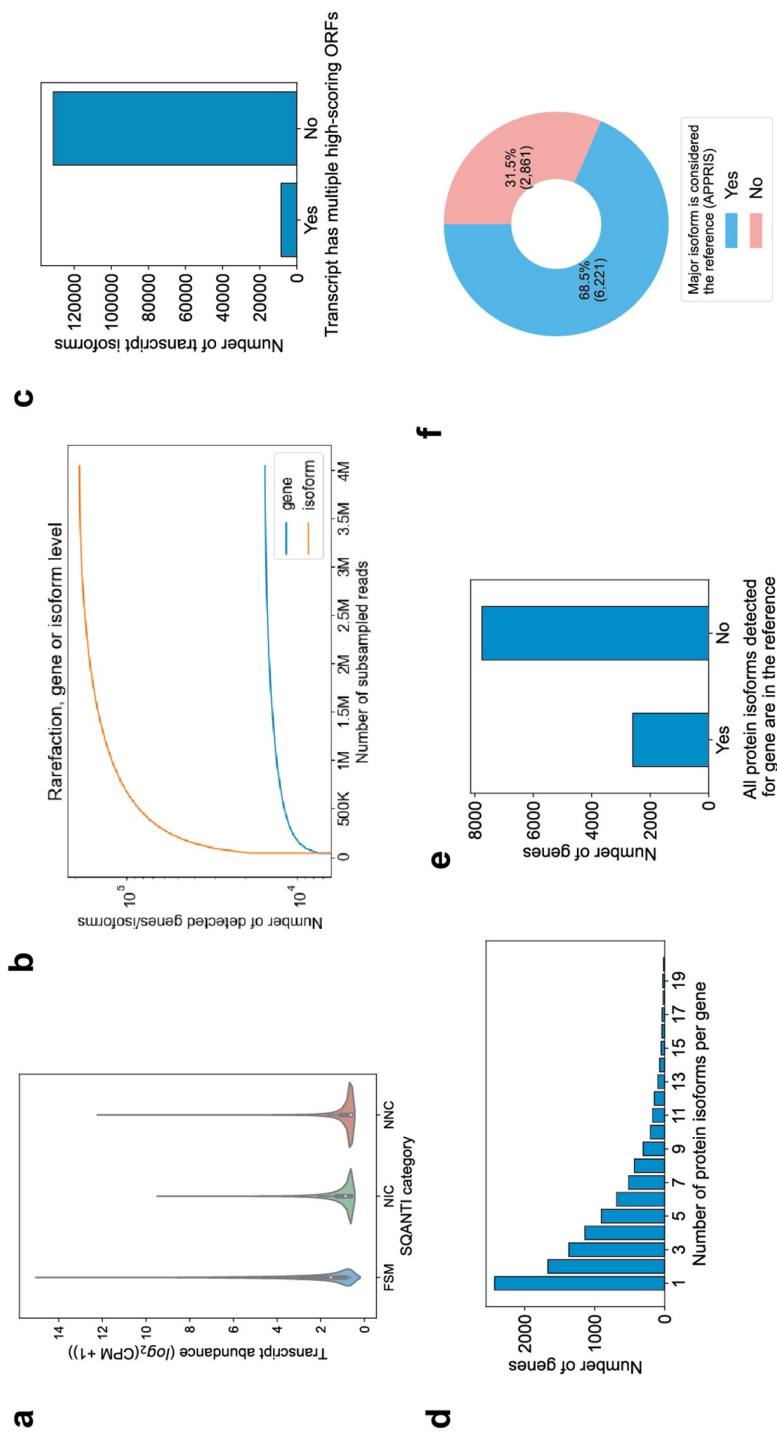 a
Transcript abundance (log₂(CPM +1))
14
12
10
8
6
4
2
0
FSM
NIC
NNC
SQANTI category
b
Rarefaction, gene or isoform level
Number of detected genes/isoforms
10⁻⁵
10⁻⁴
gene
isoform
0
500K
1M
1.5M
2M
2.5M
3M
3.5M
4M
Number of subsampled reads
c
Number of transcript isoforms
120000
100000
80000
60000
40000
20000
0
Yes
No
Transcript has multiple high-scoring ORFs
d
Number of genes
2000
1000
0
1
3
5
7
9
11
13
15
17
19
Number of protein isoforms per gene
e
Number of genes
8000
6000
4000
2000
0
Yes
No
All protein isoforms detected
for gene are in the reference
f
31.5%
(2,861)
68.5%
(6,221)
Major isoform is considered
the reference (APPRIS)
Yes
No